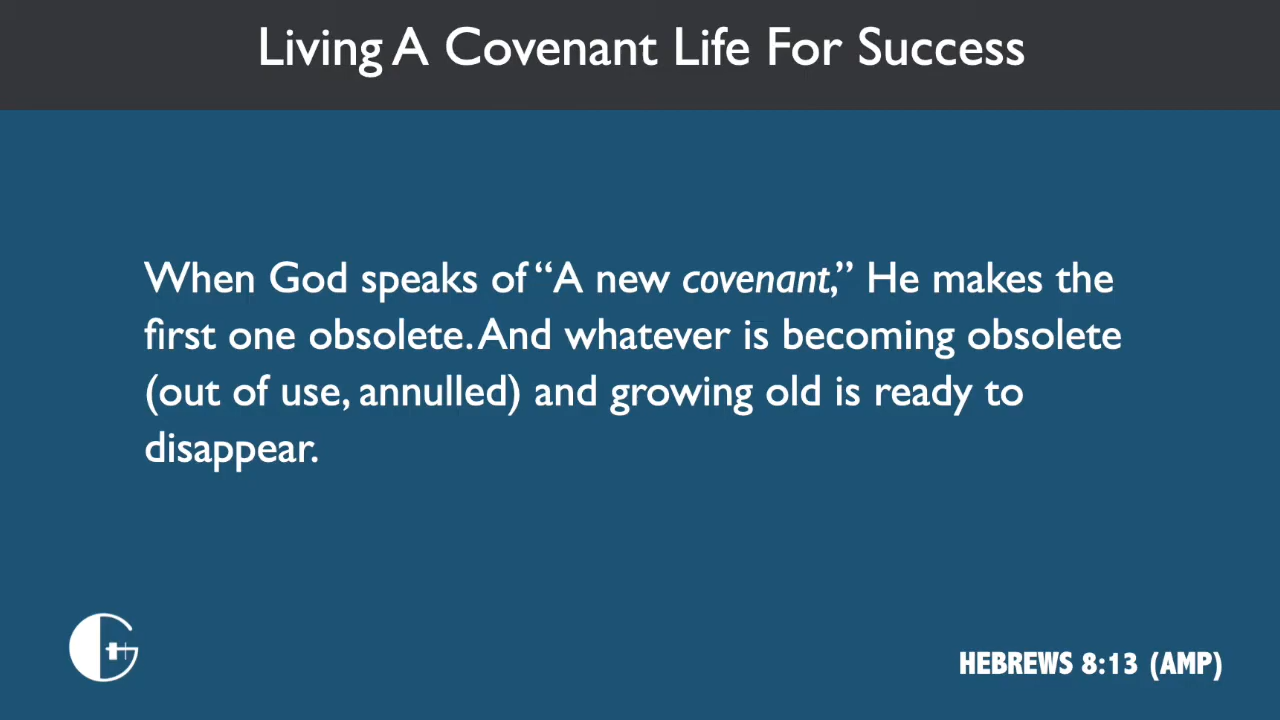 Living A Covenant Life For Success
When God speaks of “A new covenant,” He makes the
first one obsolete. And whatever is becoming obsolete
(out of use, annulled) and growing old is ready to
disappear.
HEBREWS 8:13 (AMP)